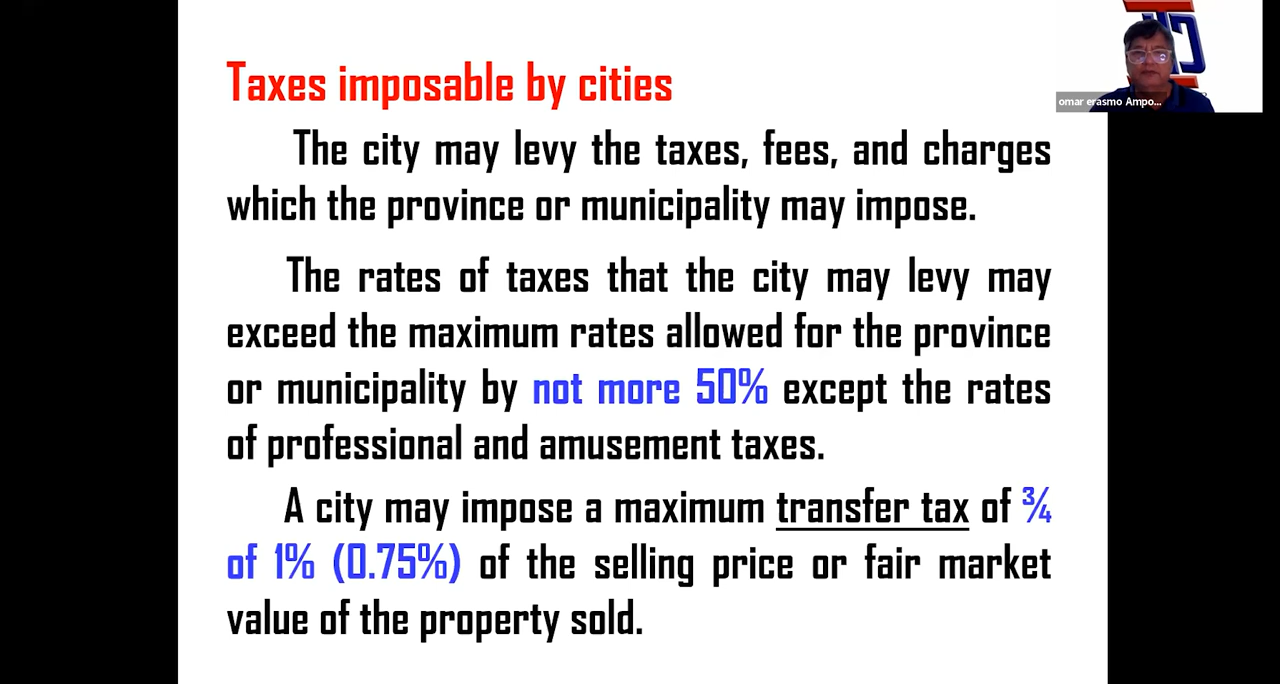 Taxes imposable by cities
The city may levy the taxes, fees, and charges
which the province or municipality may impose.
The rates of taxes that the city may levy may
exceed the maximum rates allowed for the province
or municipality by not more 50% except the rates
of professional and amusement taxes.
A city may impose a maximum transfer tax of ¾
of 1% (0.75%) of the selling price or fair market
value of the property sold.
omar erasmo Ampo...